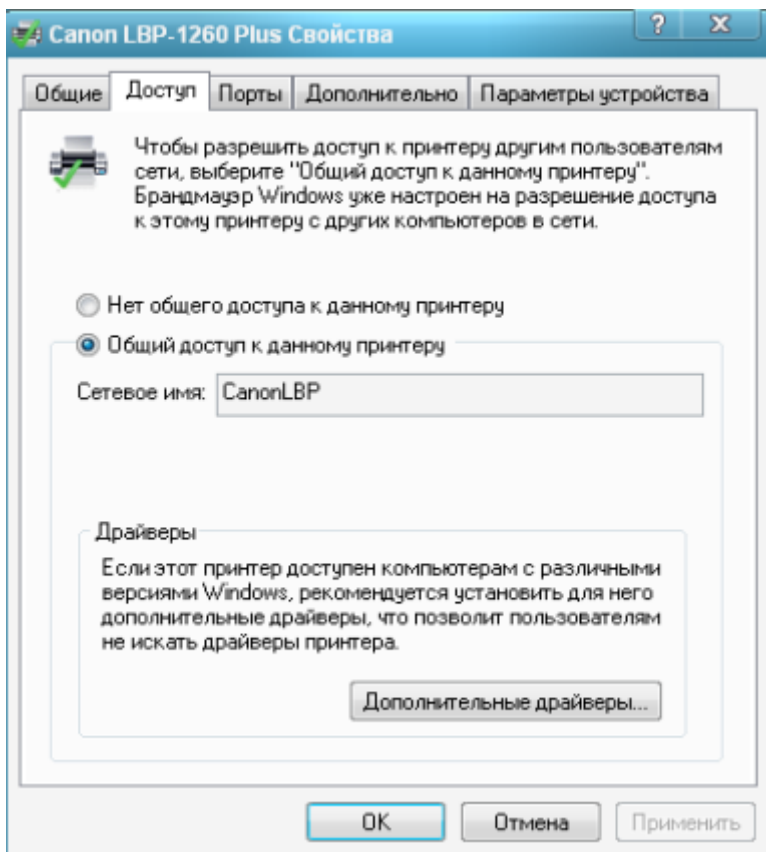 Canon LBP-1260 Plus Свойства
Общие Доступ Порты Дополнительно Параметры устройства
Чтобы разрешить доступ к принтеру другим пользователям
сети, выберите "Общий доступ к данному принтеру".
Брандмауэр Windows уже настроен на разрешение доступа
к этому принтеру с других компьютеров в сети.
Нет общего доступа к данному принтеру
Общий доступ к данному принтеру
Сетевое имя: CanonLBP
Драйверы
Если этот принтер доступен компьютерам с различными
версиями Windows, рекомендуется установить для него
дополнительные драйверы, что позволит пользователям
не искать драйверы принтера.
Дополнительные драйверы...
OK Отмена Применить